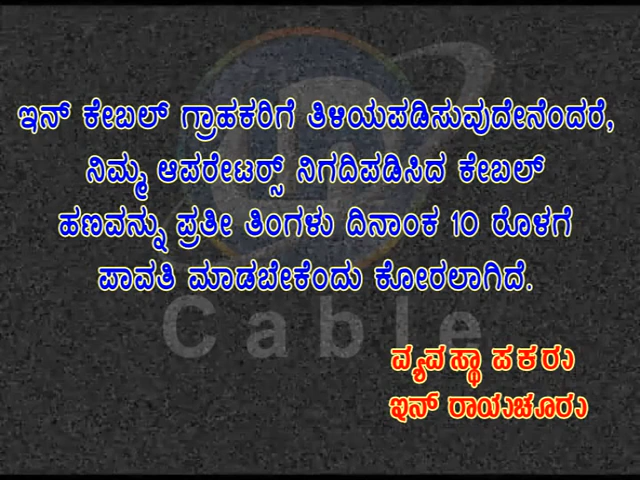 ಇನ್ ಕೇಬಲ್ ಗ್ರಾಹಕರಿಗೆ ತಿಳಿಯಪಡಿಸುವುದೇನೆಂದರೆ,
ನಿಮ್ಮ ಆಪರೇಟರ‍್ಸ್ ನಿಗದಿಪಡಿಸಿದ ಕೇಬಲ್
ಹಣವನ್ನು ಪ್ರತೀ ತಿಂಗಳು ದಿನಾಂಕ 10 ರೊಳಗೆ
ಪಾವತಿ ಮಾಡಬೇಕೆಂದು ಕೋರಲಾಗಿದೆ.
Cable
ವ್ಯವಸ್ಥಾಪಕರು
ಇನ್ ರಾಯಚೂರು